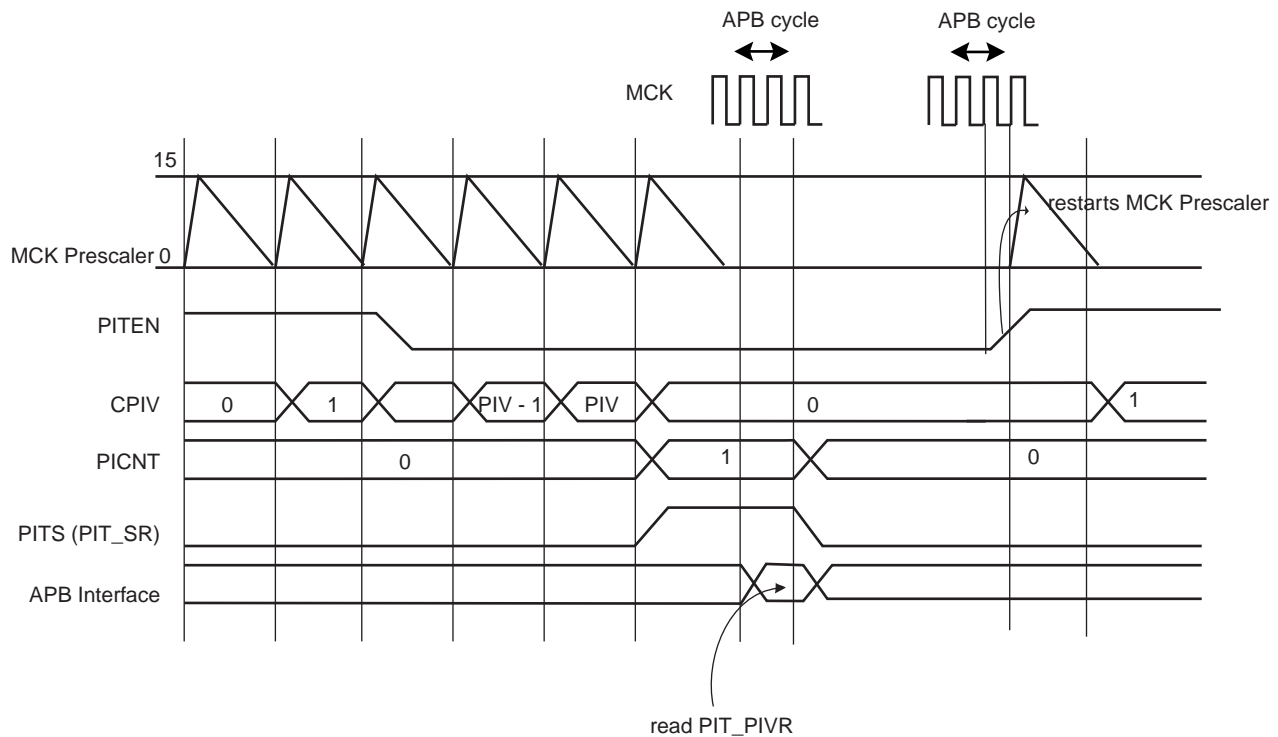 APB cycle
APB cycle
MCK
15
restarts MCK Prescaler
MCK Prescaler 0
PITEN
CPIV
0
1
PIV - 1
PIV
0
1
PICNT
0
1
0
PITS (PIT_SR)
APB Interface
read PIT_PIVR